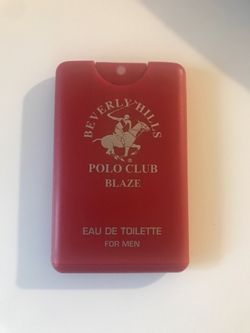 BEVERLY HILLS
POLO CLUB
BLAZE
EAU DE TOILETTE
FOR MEN